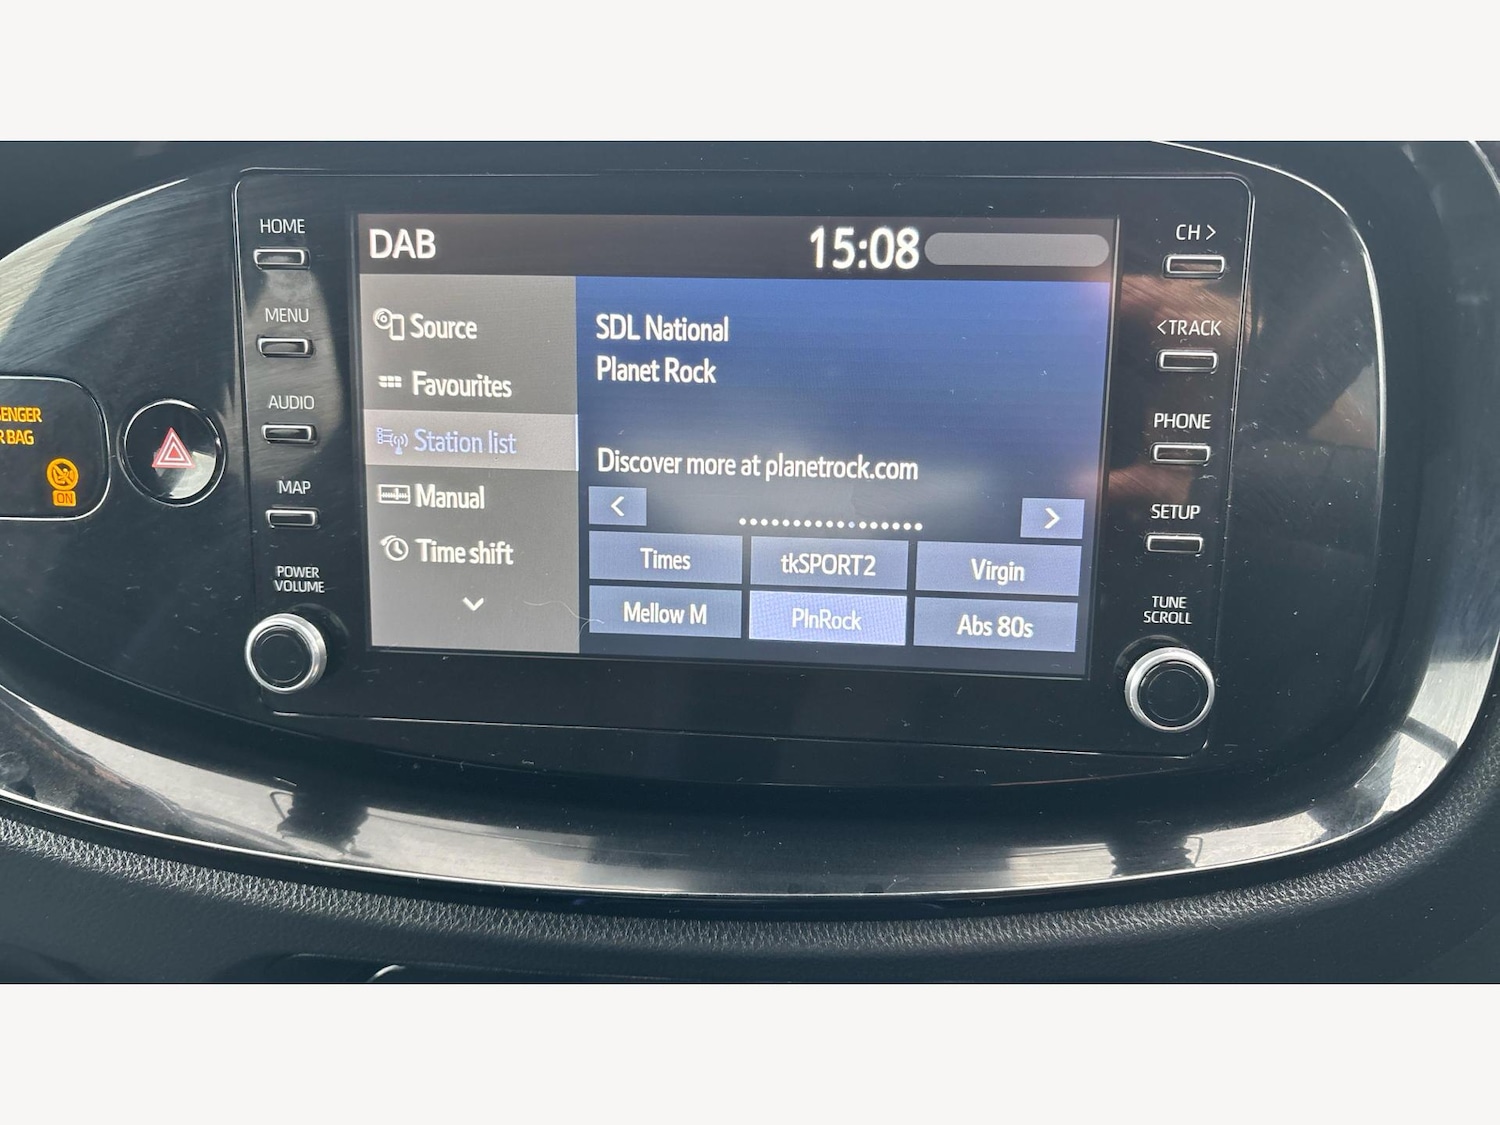 HOME
MENU
AUDIO
MAP
POWER
VOLUME
ENGER
BAG
ON
DAB
15:08
Source
Favourites
Station list
Manual
Time shift
SDL National
Planet Rock
Discover more at planetrock.com
<
>
Times
tkSPORT2
Virgin
Mellow M
PlnRock
Abs 80s
CH >
<TRACK
PHONE
SETUP
TUNE
SCROLL